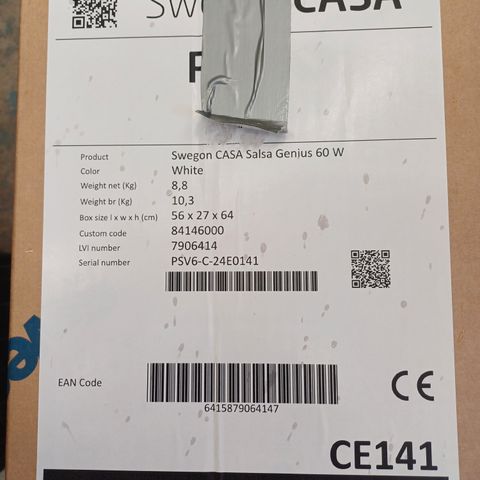 CASA
Product Swegon CASA Salsa Genius 60 W
Color White
Weight net (Kg) 8,8
Weight br (Kg) 10,3
Box size l x w x h (cm) 56 x 27 x 64
Custom code 84146000
LVI number 7906414
Serial number PSV6-C-24E0141
EAN Code
6415879064147
CE
CE141